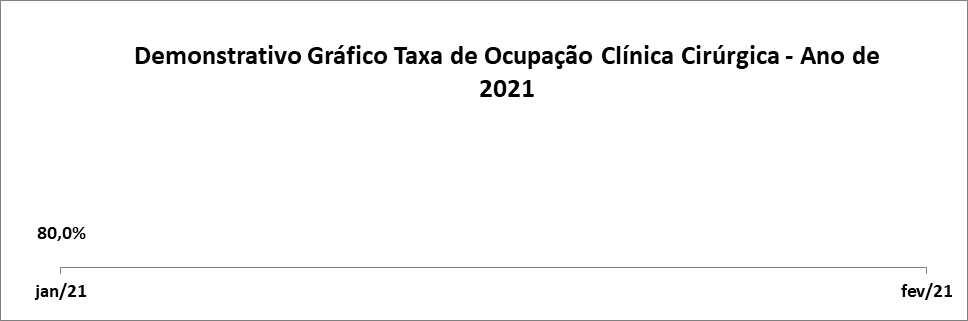 Demonstrativo Gráfico Taxa de Ocupação Clínica Cirúrgica - Ano de
2021
80,0%
jan/21
fev/21